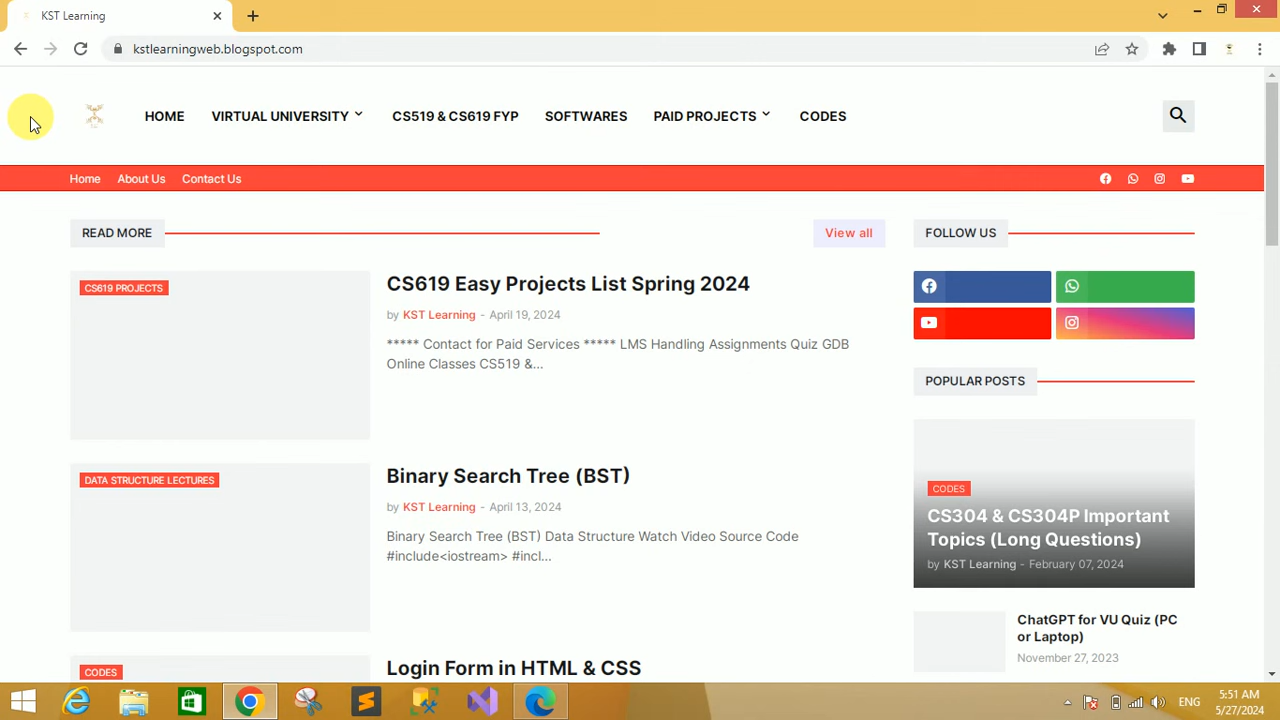 KST Learning
kstlearningweb.blogspot.com
HOME VIRTUAL UNIVERSITY CS519 & CS619 FYP SOFTWARES PAID PROJECTS CODES
Home About Us Contact Us
READ MORE
View all
CS619 PROJECTS
CS619 Easy Projects List Spring 2024
by KST Learning - April 19, 2024
***** Contact for Paid Services ***** LMS Handling Assignments Quiz GDB
Online Classes CS519 &...
DATA STRUCTURE LECTURES
Binary Search Tree (BST)
by KST Learning - April 13, 2024
Binary Search Tree (BST) Data Structure Watch Video Source Code
#include<iostream> #incl...
CODES
Login Form in HTML & CSS
FOLLOW US
POPULAR POSTS
CODES
CS304 & CS304P Important
Topics (Long Questions)
by KST Learning - February 07, 2024
ChatGPT for VU Quiz (PC
or Laptop)
November 27, 2023
ENG
5:51 AM
5/27/2024